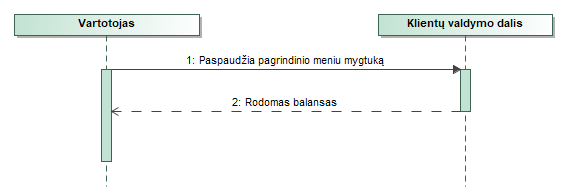 Vartotojas
Klientų valdymo dalis
1: Paspaudžia pagrindinio meniu mygtuką
2: Rodomas balansas